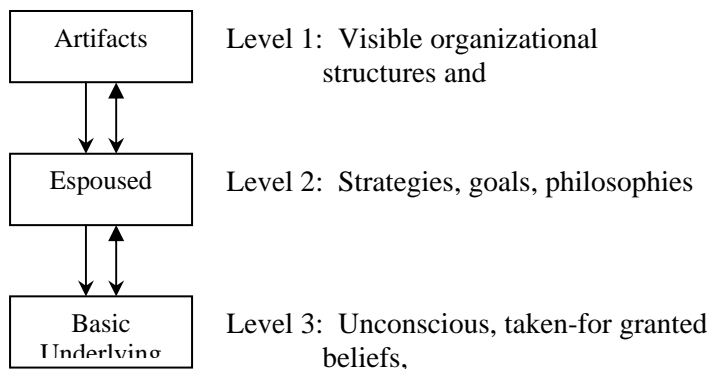 Artifacts
Level 1: Visible organizational
structures and
Espoused
Level 2: Strategies, goals, philosophies
Basic
Underlying
Level 3: Unconscious, taken-for granted
beliefs,